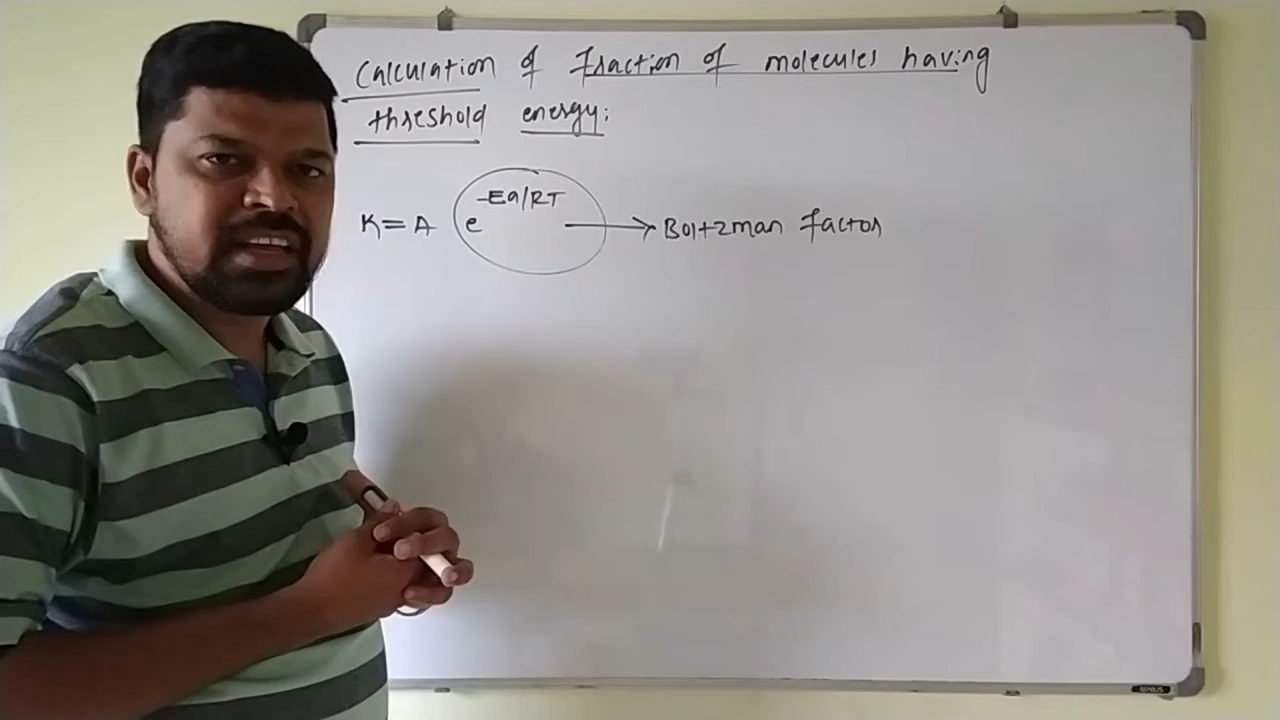 Calculation of fraction of molecules having
threshold energy:
K = A e^-Ea/RT → Boltzman factor